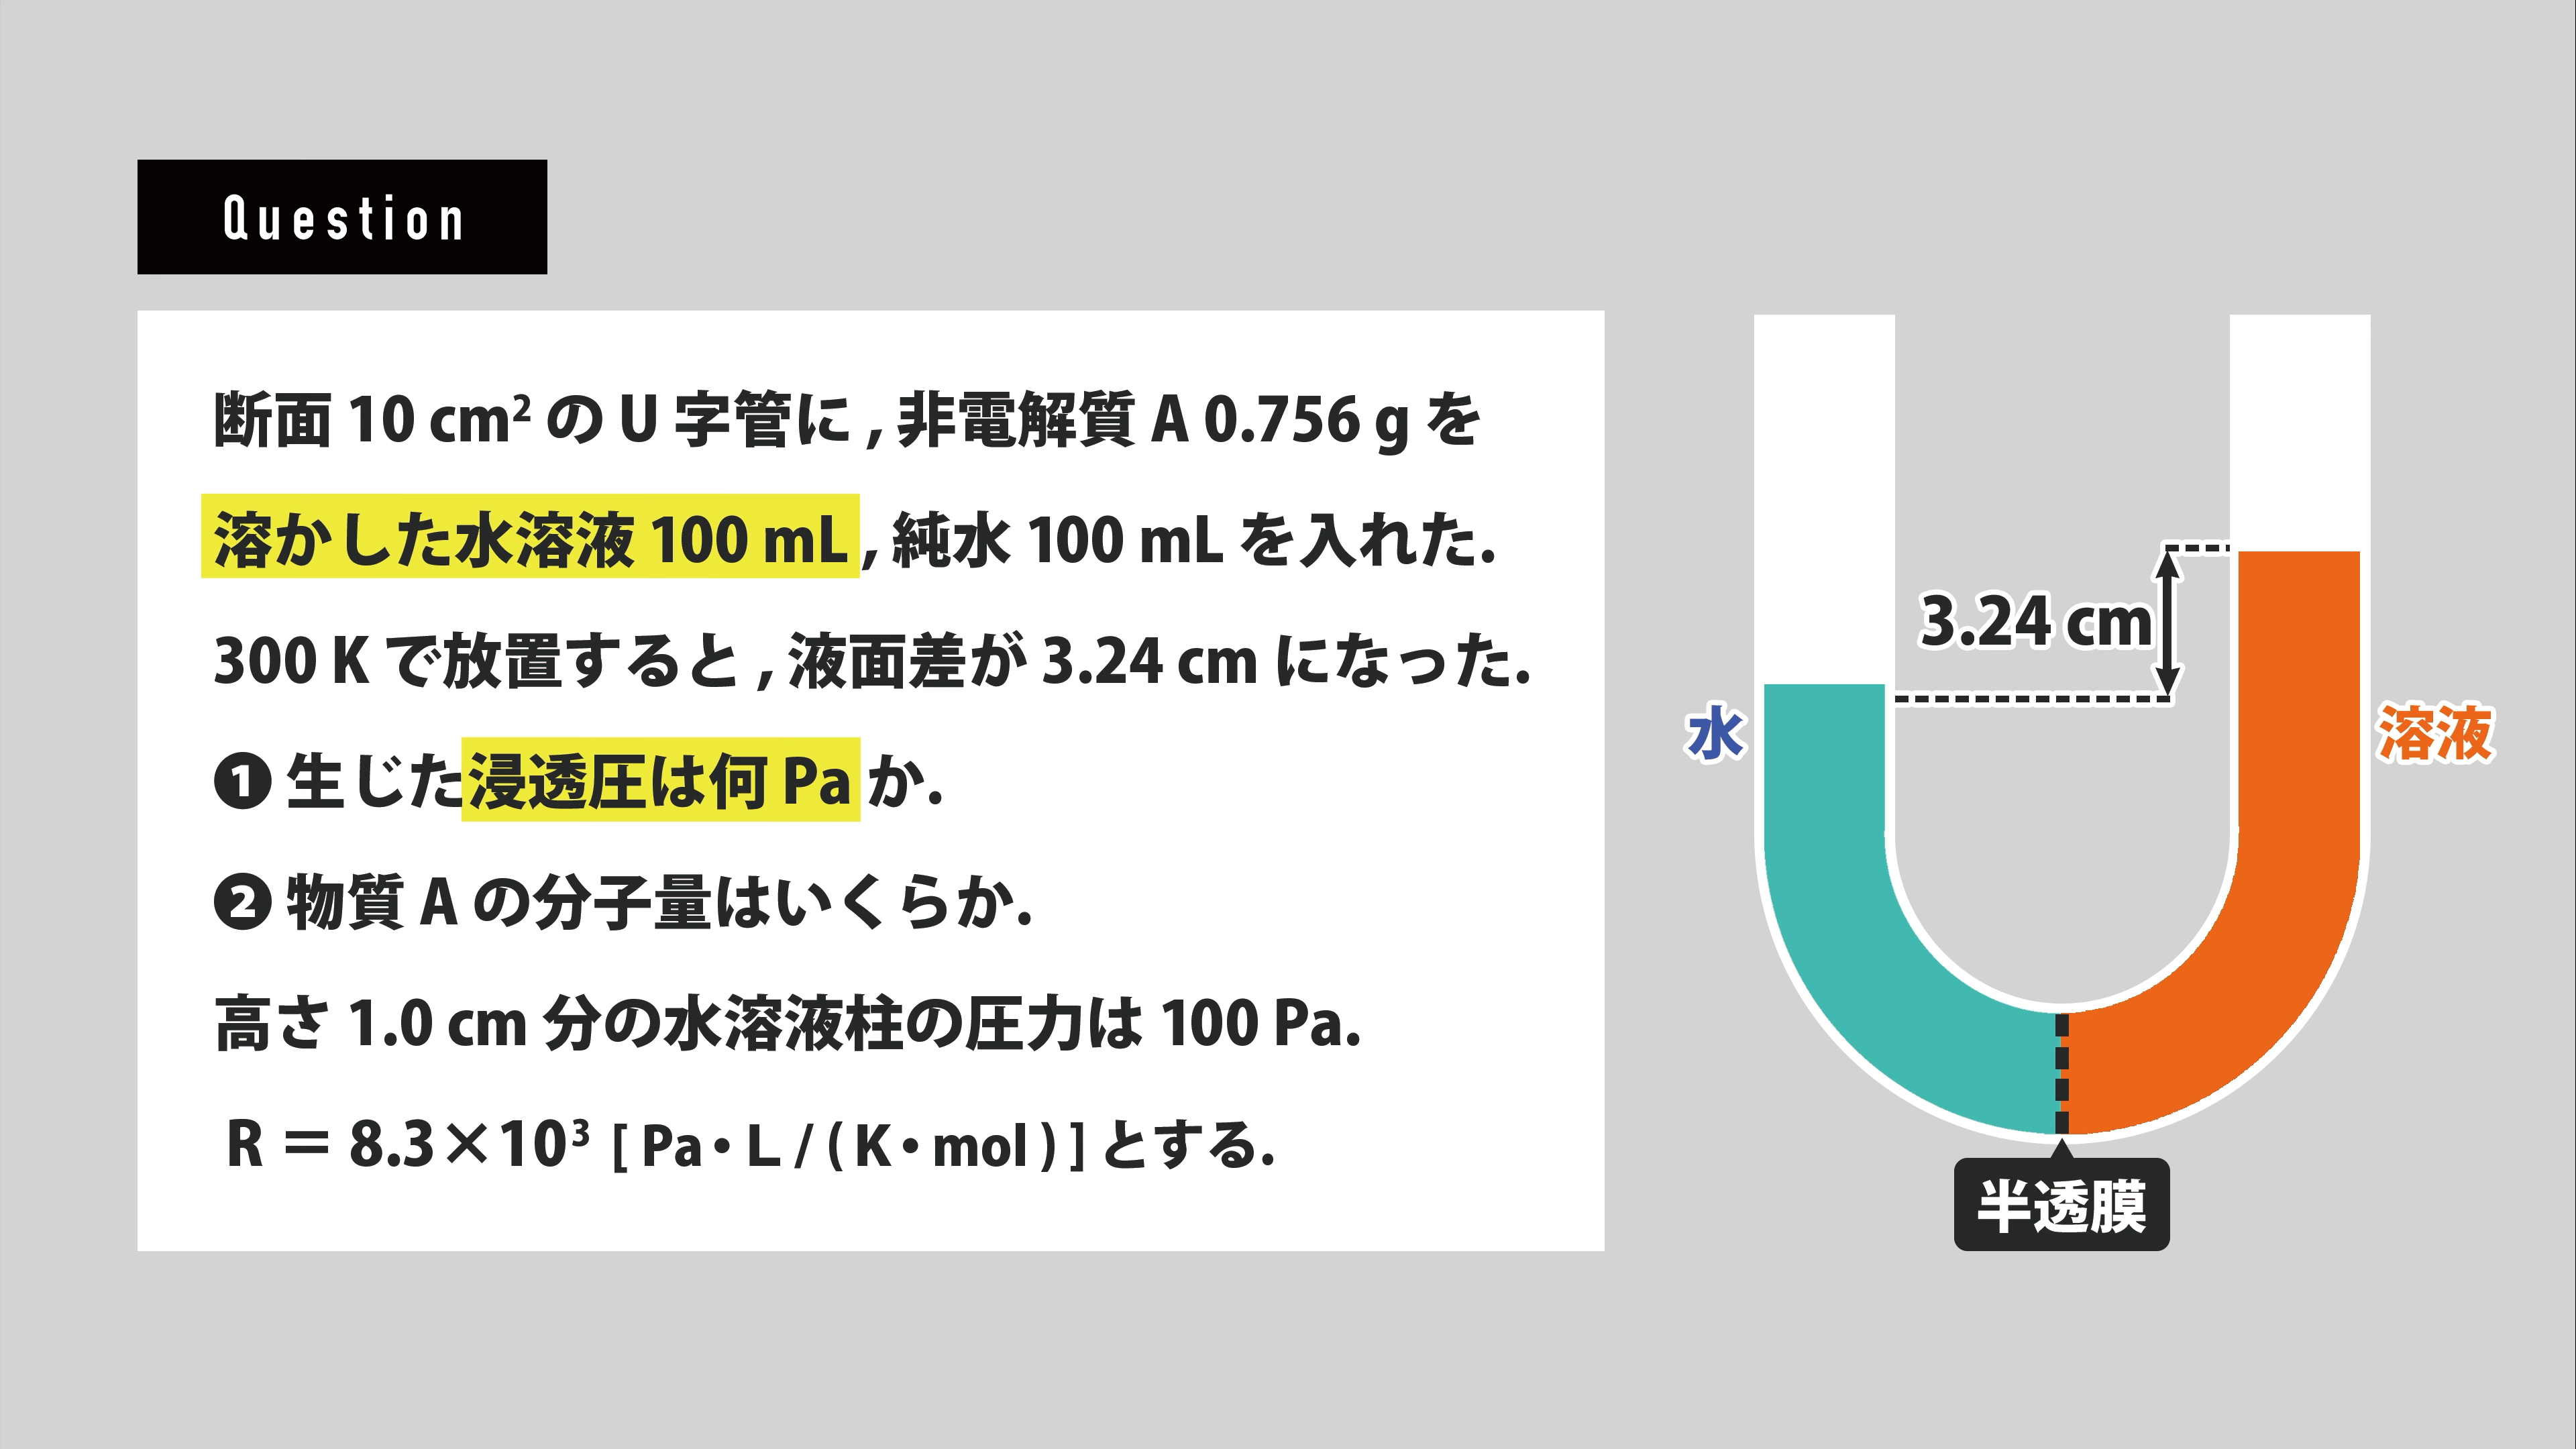 Question
断面 10 cm² の U 字管に , 非電解質 A 0.756 g を
溶かした水溶液 100 mL , 純水 100 mL を入れた .
300 K で放置すると , 液面差が 3.24 cm になった .
❶ 生じた浸透圧は何 Pa か .
❷ 物質 A の分子量はいくらか .
高さ 1.0 cm 分の水溶液柱の圧力は 100 Pa .
R ＝ 8.3×10³ [ Pa・L / ( K・mol ) ] とする .
3.24 cm
水
溶液
半透膜